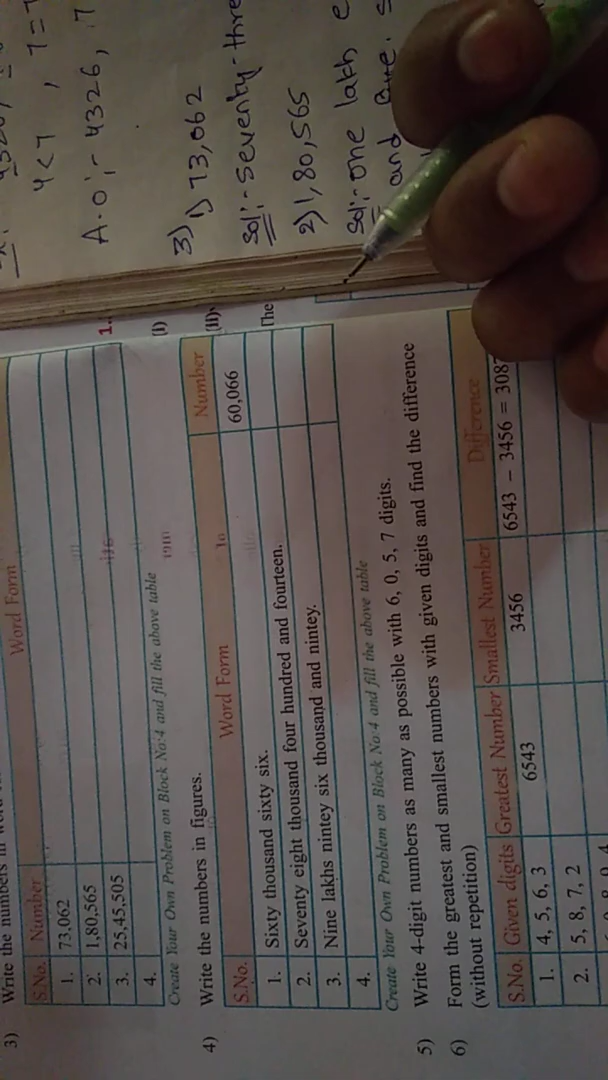 4 < 7 , 7 =
A.O :- 4326, 7
3) 1) 73,062
Sol:- seventy-thre
2) 1,80,565
Sol:- one lakh
and five.
1.
(I)
(II)
The
3) Write the numbers in
S.No. Number Word Form
1. 73,062
2. 1,80,565
3. 25,45,505
4.
Create Your Own Problem on Block No:4 and fill the above table
4) Write the numbers in figures.
S.No. Word Form Number
1. Sixty thousand sixty six. 60,066
2. Seventy eight thousand four hundred and fourteen.
3. Nine lakhs nintey six thousand and nintey.
4.
Create Your Own Problem on Block No 4 and fill the above table
5) Write 4-digit numbers as many as possible with 6, 0, 5, 7 digits.
6) Form the greatest and smallest numbers with given digits and find the difference
(without repetition)
S.No. Given digits Greatest Number Smallest Number Difference
1. 4, 5, 6, 3 6543 3456 6543 – 3456 = 3087
2. 5, 8, 7, 2